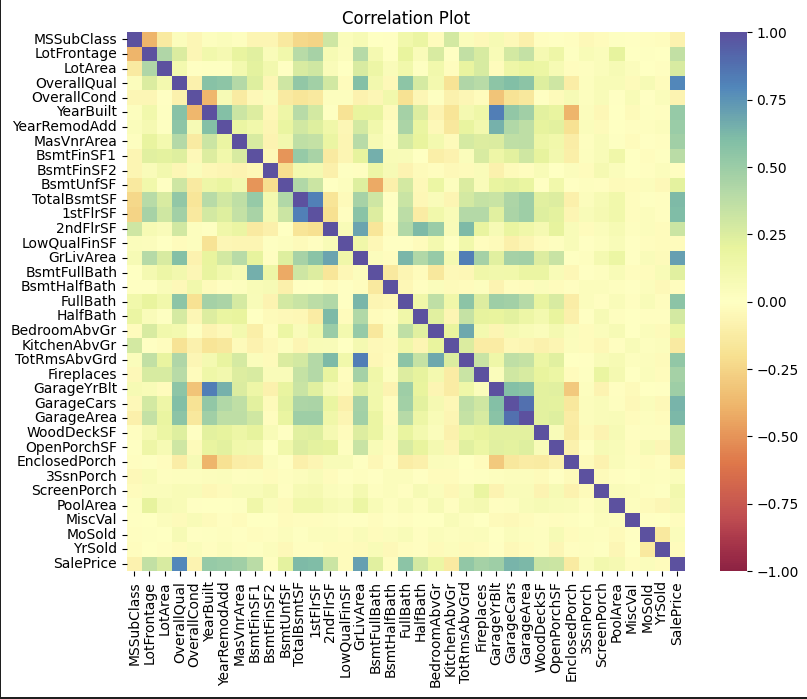 Correlation Plot
MSSubClass
LotFrontage
LotArea
OverallQual
OverallCond
YearBuilt
YearRemodAdd
MasVnrArea
BsmtFinSF1
BsmtFinSF2
BsmtUnfSF
TotalBsmtSF
1stFlrSF
2ndFlrSF
LowQualFinSF
GrLivArea
BsmtFullBath
BsmtHalfBath
FullBath
HalfBath
BedroomAbvGr
KitchenAbvGr
TotRmsAbvGrd
Fireplaces
GarageYrBlt
GarageCars
GarageArea
WoodDeckSF
OpenPorchSF
EnclosedPorch
3SsnPorch
ScreenPorch
PoolArea
MiscVal
MoSold
YrSold
SalePrice
MSSubClass
LotFrontage
LotArea
OverallQual
OverallCond
YearBuilt
YearRemodAdd
MasVnrArea
BsmtFinSF1
BsmtFinSF2
BsmtUnfSF
TotalBsmtSF
1stFlrSF
2ndFlrSF
LowQualFinSF
GrLivArea
BsmtFullBath
BsmtHalfBath
FullBath
HalfBath
BedroomAbvGr
KitchenAbvGr
TotRmsAbvGrd
Fireplaces
GarageYrBlt
GarageCars
GarageArea
WoodDeckSF
OpenPorchSF
EnclosedPorch
3SsnPorch
ScreenPorch
PoolArea
MiscVal
MoSold
YrSold
SalePrice
1.00
0.75
0.50
0.25
0.00
−0.25
−0.50
−0.75
−1.00